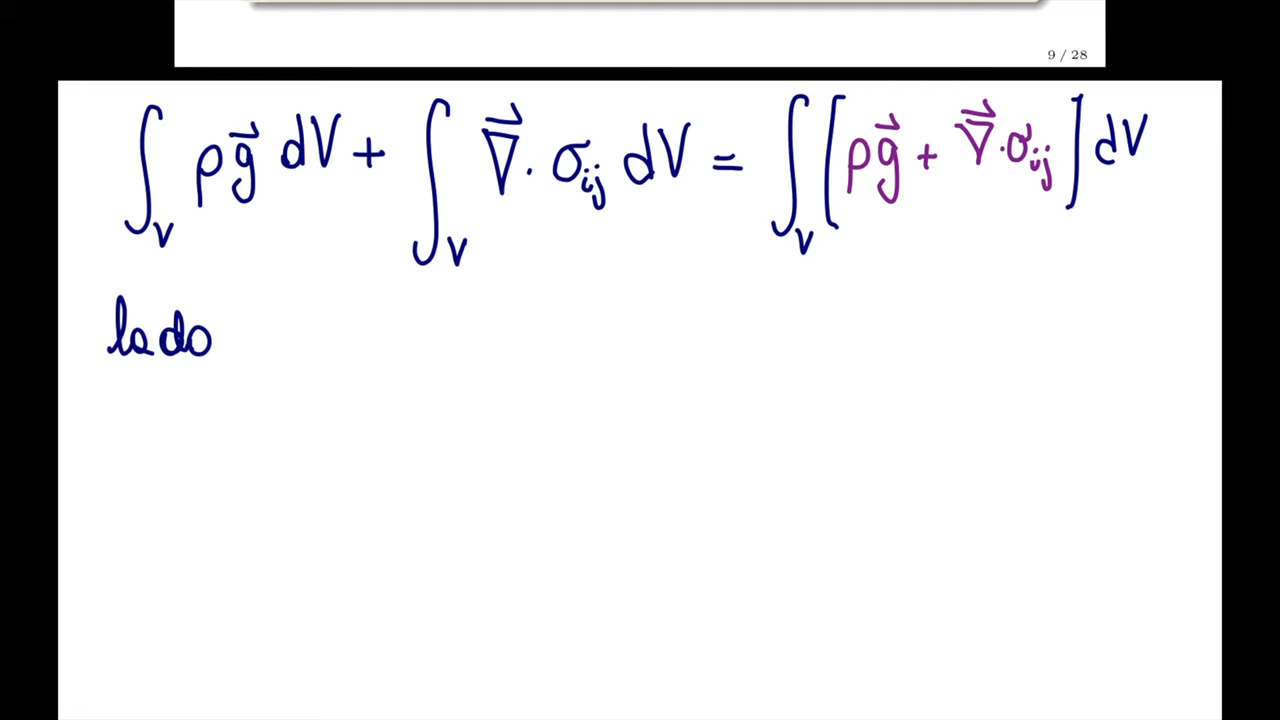 9 / 28
∫_V ρg⃗ dV + ∫_V ∇⃗ · σ_ij dV = ∫_V [ρg⃗ + ∇⃗ · σ_ij] dV
lado